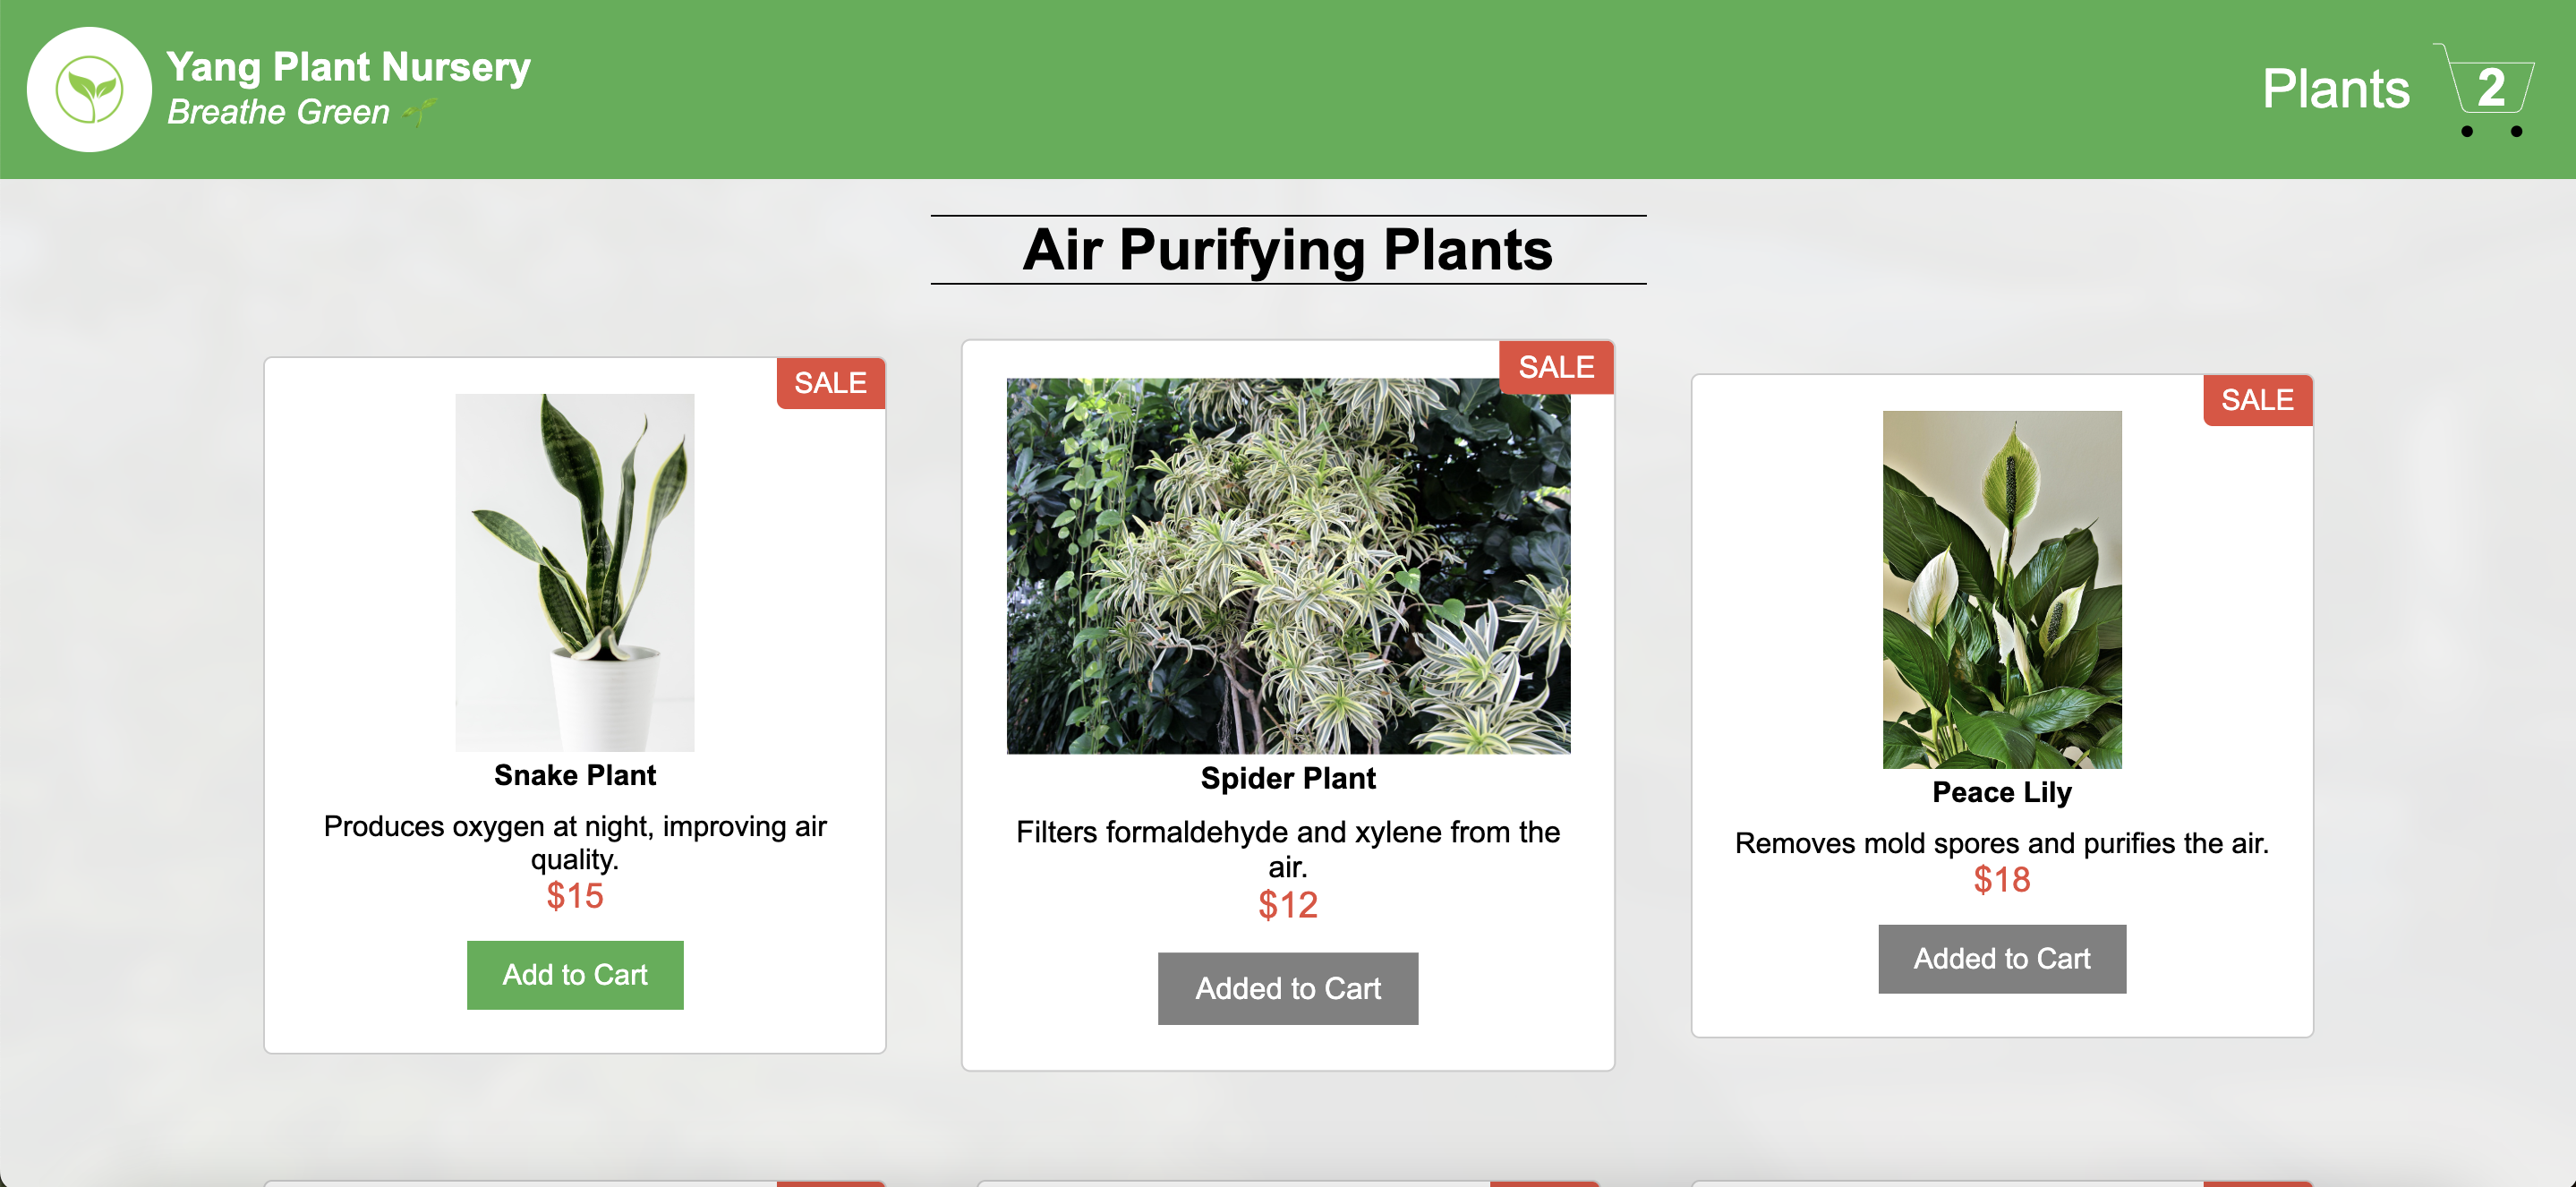 Yang Plant Nursery
Breathe Green
Plants
2
Air Purifying Plants
SALE
Snake Plant
Produces oxygen at night, improving air
quality.
$15
Add to Cart
SALE
Spider Plant
Filters formaldehyde and xylene from the
air.
$12
Added to Cart
SALE
Peace Lily
Removes mold spores and purifies the air.
$18
Added to Cart